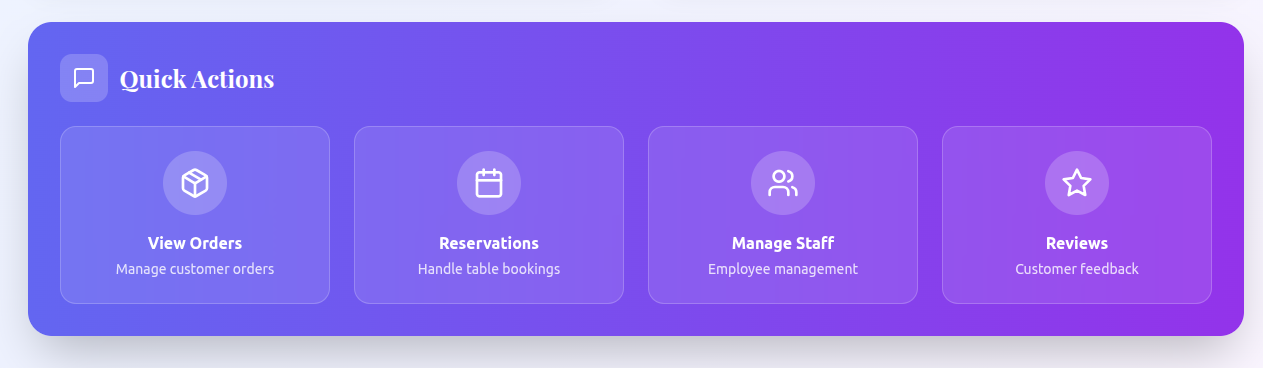 Quick Actions
View Orders
Manage customer orders
Reservations
Handle table bookings
Manage Staff
Employee management
Reviews
Customer feedback